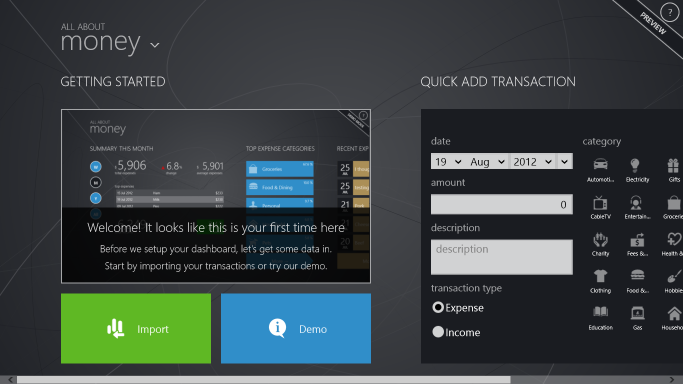 ALL ABOUT
money
PREVIEW
?
GETTING STARTED
QUICK ADD TRANSACTION
ALL ABOUT
money
SUMMARY THIS MONTH
TOP EXPENSE CATEGORIES
RECENT EXP
5,906
6.8
5,901
Groceries
Food & Dining
Personal
25
25
21
Welcome! It looks like this is your first time here
Before we setup your dashboard, let's get some data in.
Start by importing your transactions or try our demo.
Import
Demo
date
19 Aug 2012
amount
0
description
description
transaction type
Expense
Income
category
Automoti...
Electricity
Gifts
CableTV
Entertain...
Grocerie
Charity
Fees &...
Health &
Clothing
Food &...
Hobbie
Education
Gas
Househo